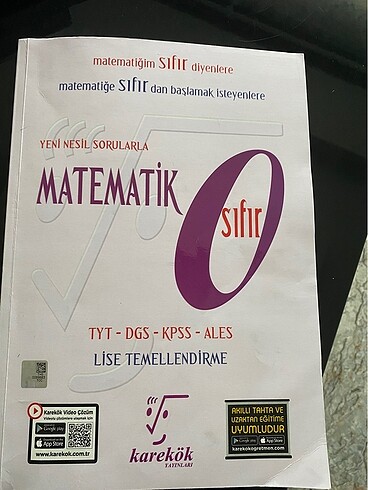 matematiğim sıfır diyenlere
matematiğe sıfır dan başlamak isteyenlere
YENİ NESİL SORULARLA
MATEMATİK
0
sıfır
TYT - DGS - KPSS - ALES
LİSE TEMELLENDİRME
Karekök Video Çözüm
Google play
App Store
www.karekok.com.tr
karekök
YAYINLARI
AKILLI TAHTA VE
UZAKTAN EĞİTİME
UYUMLUDUR
Google play
App Store
karekokogretmen.com